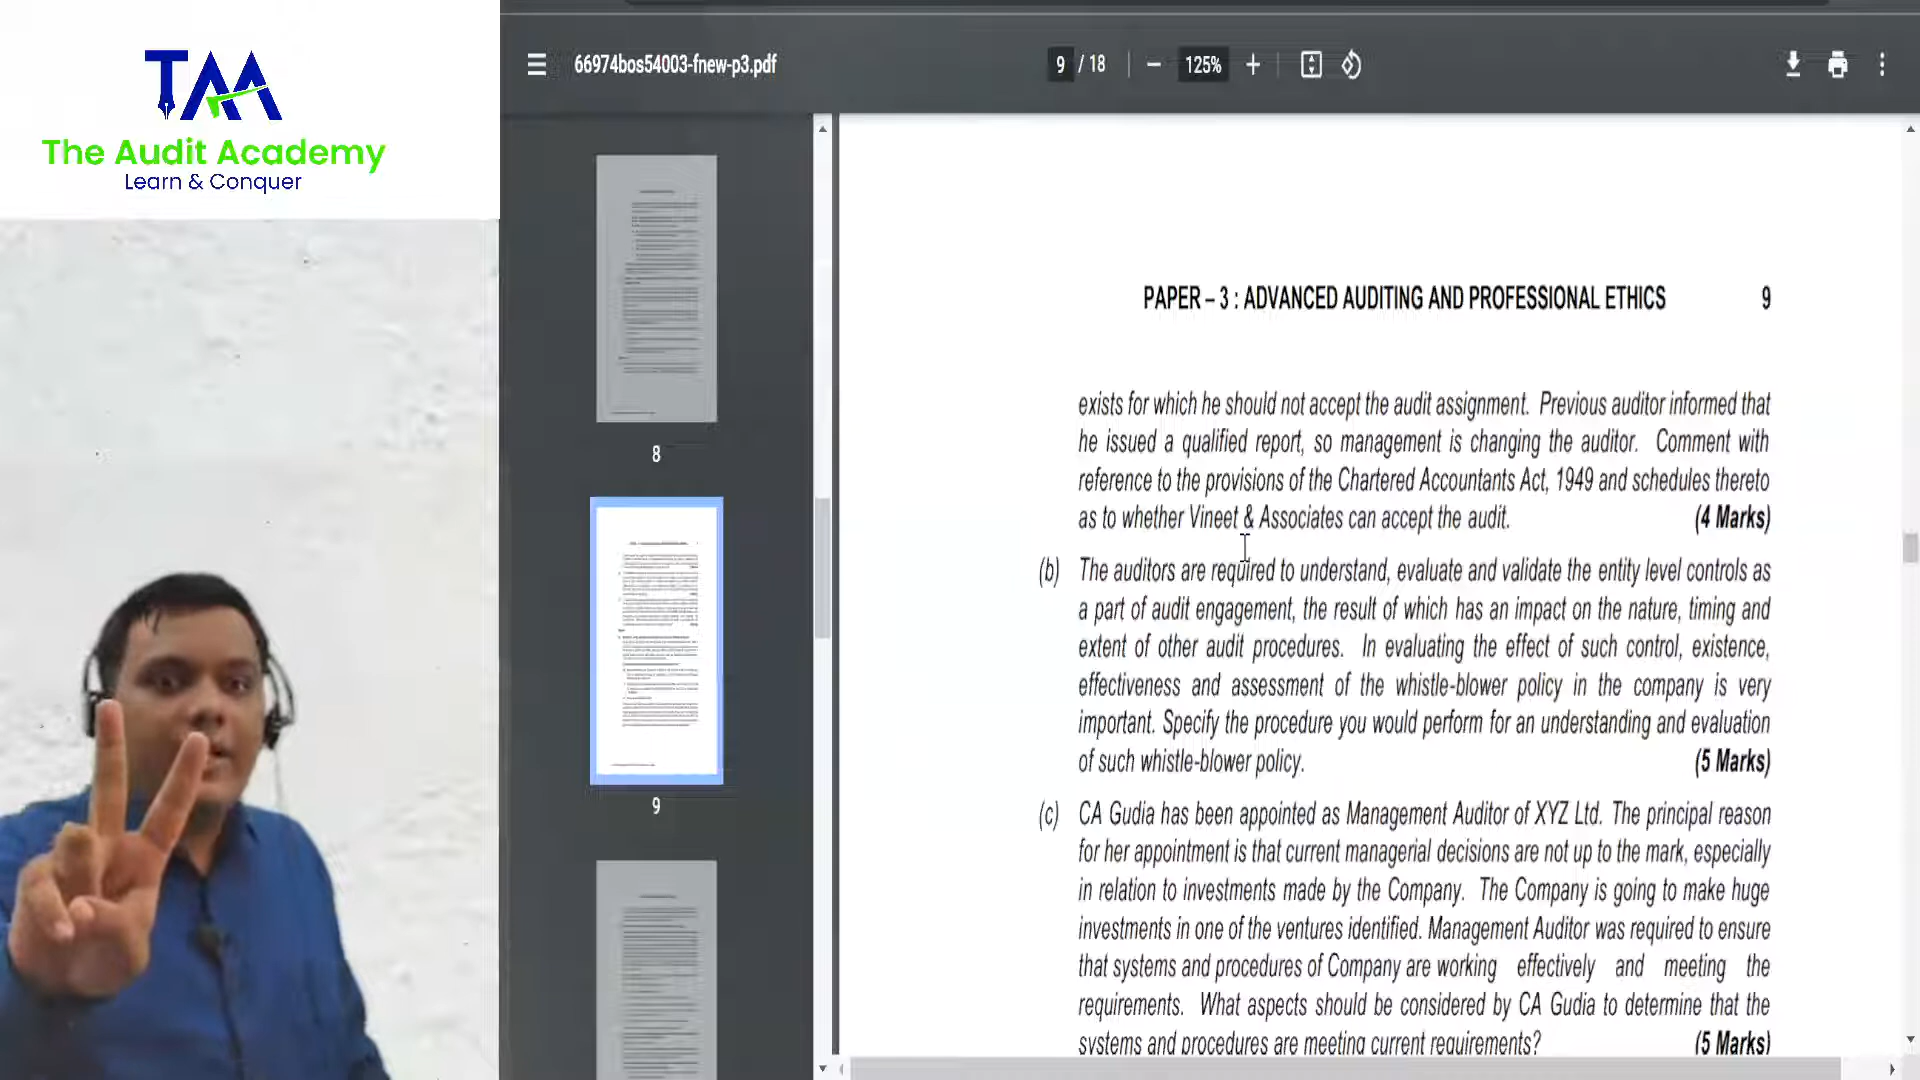 TAA
The Audit Academy
Learn & Conquer
66974bos54003-fnew-p3.pdf
9 / 18
125%
8
9
PAPER – 3 : ADVANCED AUDITING AND PROFESSIONAL ETHICS 9
exists for which he should not accept the audit assignment. Previous auditor informed that
he issued a qualified report, so management is changing the auditor. Comment with
reference to the provisions of the Chartered Accountants Act, 1949 and schedules thereto
as to whether Vineet & Associates can accept the audit. (4 Marks)
(b) The auditors are required to understand, evaluate and validate the entity level controls as
a part of audit engagement, the result of which has an impact on the nature, timing and
extent of other audit procedures. In evaluating the effect of such control, existence,
effectiveness and assessment of the whistle-blower policy in the company is very
important. Specify the procedure you would perform for an understanding and evaluation
of such whistle-blower policy. (5 Marks)
(c) CA Gudia has been appointed as Management Auditor of XYZ Ltd. The principal reason
for her appointment is that current managerial decisions are not up to the mark, especially
in relation to investments made by the Company. The Company is going to make huge
investments in one of the ventures identified. Management Auditor was required to ensure
that systems and procedures of Company are working effectively and meeting the
requirements. What aspects should be considered by CA Gudia to determine that the
systems and procedures are meeting current requirements? (5 Marks)